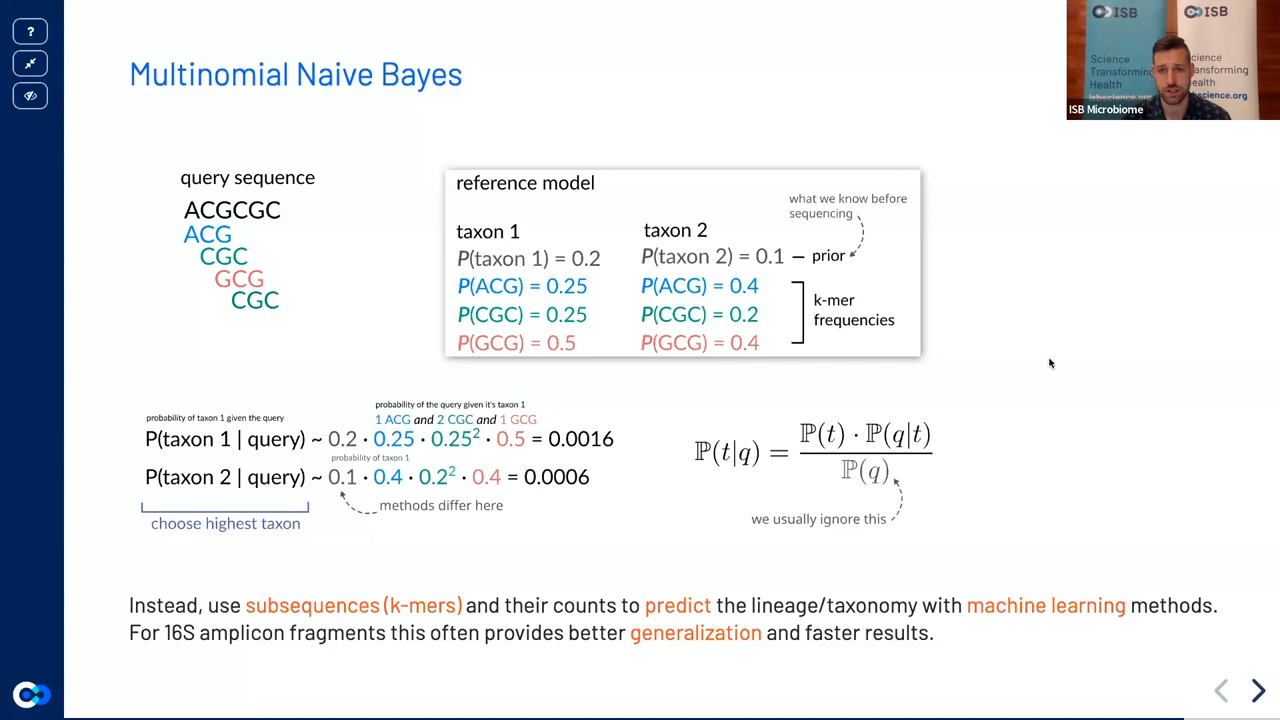 ?
Multinomial Naive Bayes
ISB
ISB
Science
Transforming
Health
isbscience.org
ISB Microbiome
query sequence
ACGCGC
ACG
CGC
GCG
CGC
reference model
what we know before
sequencing
taxon 1
taxon 2
P(taxon 1) = 0.2
P(taxon 2) = 0.1 – prior
P(ACG) = 0.25
P(ACG) = 0.4
P(CGC) = 0.25
P(CGC) = 0.2
P(GCG) = 0.5
P(GCG) = 0.4
k-mer
frequencies
probability of the query given it's taxon 1
probability of taxon 1 given the query
1 ACG and 2 CGC and 1 GCG
P(taxon 1 | query) ~ 0.2 · 0.25 · 0.25² · 0.5 = 0.0016
probability of taxon 1
P(taxon 2 | query) ~ 0.1 · 0.4 · 0.2² · 0.4 = 0.0006
methods differ here
choose highest taxon
ℙ(t|q) = ℙ(t) · ℙ(q|t)
ℙ(q)
we usually ignore this
Instead, use subsequences (k-mers) and their counts to predict the lineage/taxonomy with machine learning methods.
For 16S amplicon fragments this often provides better generalization and faster results.